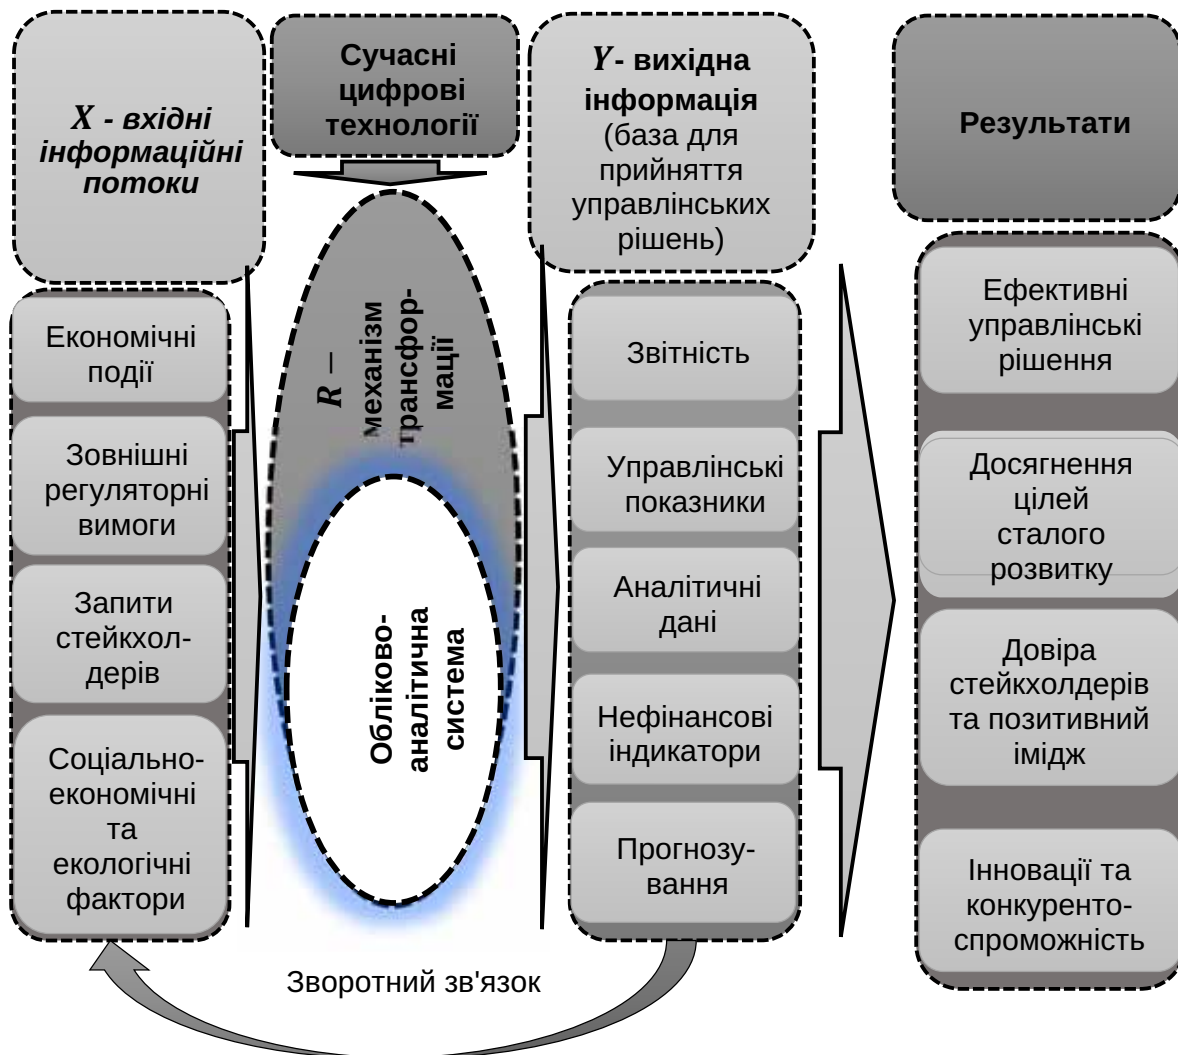 X - вхідні
інформаційні
потоки
Економічні
події
Зовнішні
регуляторні
вимоги
Запити
стейкхол-
дерів
Соціально-
економічні
та
екологічні
фактори
Сучасні
цифрові
технології
R –
механізм
трансфор-
мації
Обліково-
аналітична
система
Y- вихідна
інформація
(база для
прийняття
управлінських
рішень)
Звітність
Управлінські
показники
Аналітичні
дані
Нефінансові
індикатори
Прогнозу-
вання
Результати
Ефективні
управлінські
рішення
Досягнення
цілей
сталого
розвитку
Довіра
стейкхолдерів
та позитивний
імідж
Інновації та
конкуренто-
спроможність
Зворотний зв'язок